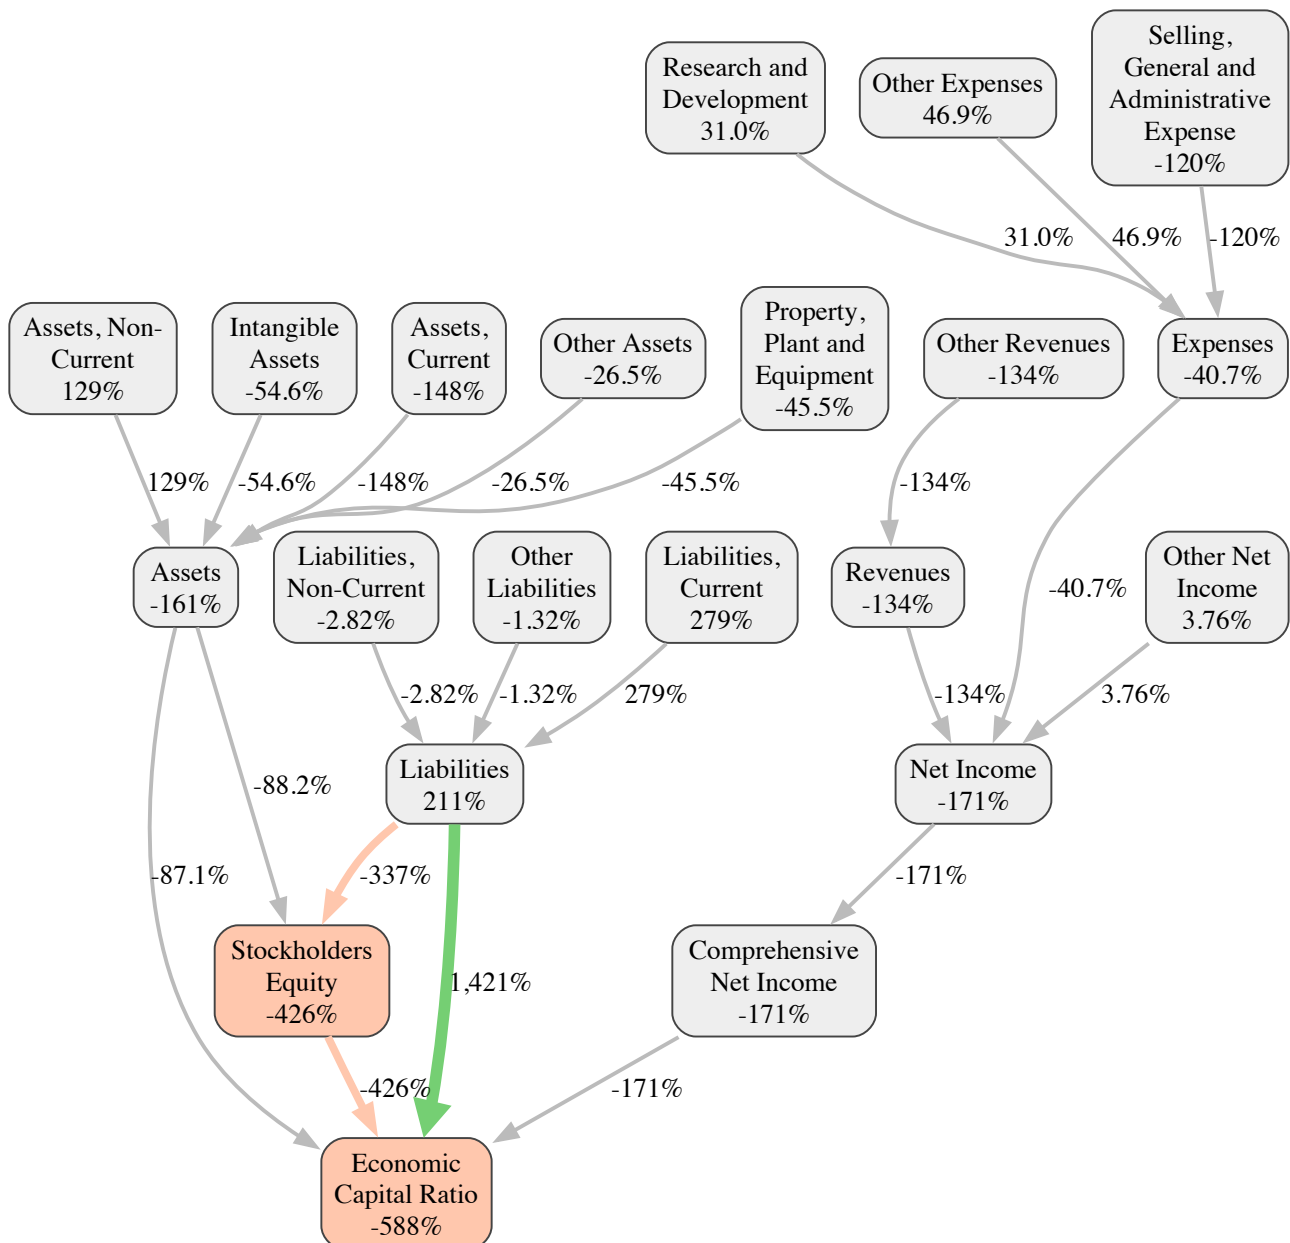 Selling,
General and
Administrative
Expense
-120%
Research and
Development
31.0%
Other Expenses
46.9%
31.0%
46.9%
-120%
Assets, Non-
Current
129%
Intangible
Assets
-54.6%
Assets,
Current
-148%
Other Assets
-26.5%
Property,
Plant and
Equipment
-45.5%
Other Revenues
-134%
Expenses
-40.7%
129%
-54.6%
-148%
-26.5%
-45.5%
-134%
Assets
-161%
Liabilities,
Non-Current
-2.82%
Other
Liabilities
-1.32%
Liabilities,
Current
279%
Revenues
-134%
-40.7%
Other Net
Income
3.76%
-2.82%
-1.32%
279%
-134%
3.76%
-88.2%
Liabilities
211%
Net Income
-171%
-87.1%
-337%
-171%
Stockholders
Equity
-426%
1,421%
Comprehensive
Net Income
-171%
-426%
-171%
Economic
Capital Ratio
-588%